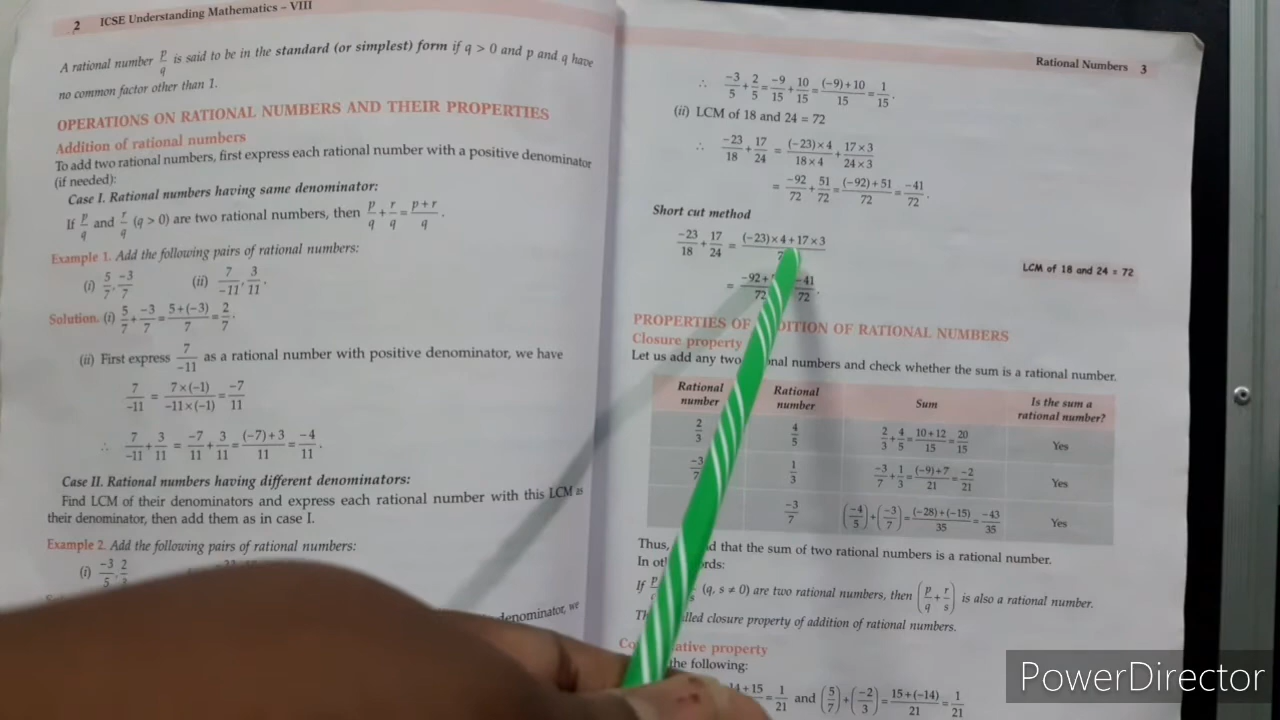 2 ICSE Understanding Mathematics – VIII
A rational number p/q is said to be in the standard (or simplest) form if q > 0 and p and q have
no common factor other than 1.
OPERATIONS ON RATIONAL NUMBERS AND THEIR PROPERTIES
Addition of rational numbers
To add two rational numbers, first express each rational number with a positive denominator
(if needed):
Case I. Rational numbers having same denominator:
If p/q and r/q (q > 0) are two rational numbers, then p/q + r/q = (p + r)/q .
Example 1. Add the following pairs of rational numbers:
(i) 5/7, -3/7 (ii) 7/-11, 3/11.
Solution. (i) 5/7 + -3/7 = (5+(-3))/7 = 2/7.
(ii) First express 7/-11 as a rational number with positive denominator, we have
7/-11 = (7×(-1))/(-11×(-1)) = -7/11
∴ 7/-11 + 3/11 = -7/11 + 3/11 = ((-7)+3)/11 = -4/11 .
Case II. Rational numbers having different denominators:
Find LCM of their denominators and express each rational number with this LCM as
their denominator, then add them as in case I.
Example 2. Add the following pairs of rational numbers:
(i) -3/5, 2/3
denominator, we
Rational Numbers 3
∴ -3/5 + 2/5 = -9/15 + 10/15 = ((-9)+10)/15 = 1/15 .
(ii) LCM of 18 and 24 = 72
∴ -23/18 + 17/24 = ((-23)×4)/(18×4) + (17×3)/(24×3)
= -92/72 + 51/72 = ((-92)+51)/72 = -41/72 .
Short cut method
-23/18 + 17/24 = ((-23)×4+17×3)/7
LCM of 18 and 24 = 72
= -92+ /72 -41/72 .
PROPERTIES OF DITION OF RATIONAL NUMBERS
Closure property
Let us add any two nal numbers and check whether the sum is a rational number.
Rational number Rational number Sum Is the sum a rational number?
2/3 4/5 2/3 + 4/5 = (10+12)/15 = 20/15 Yes
-3/7 1/3 -3/7 + 1/3 = ((-9)+7)/21 = -2/21 Yes
-3/7 (-4/5)+(-3/7) = ((-28)+(-15))/35 = -43/35 Yes
Thus, d that the sum of two rational numbers is a rational number.
In ot rds:
If p s (q, s ≠ 0) are two rational numbers, then (p/q + r/s) is also a rational number.
Th lled closure property of addition of rational numbers.
Co ative property
the following:
14+15 = 1/21 and (5/7)+(-2/3) = (15+(-14))/21 = 1/21
PowerDirector